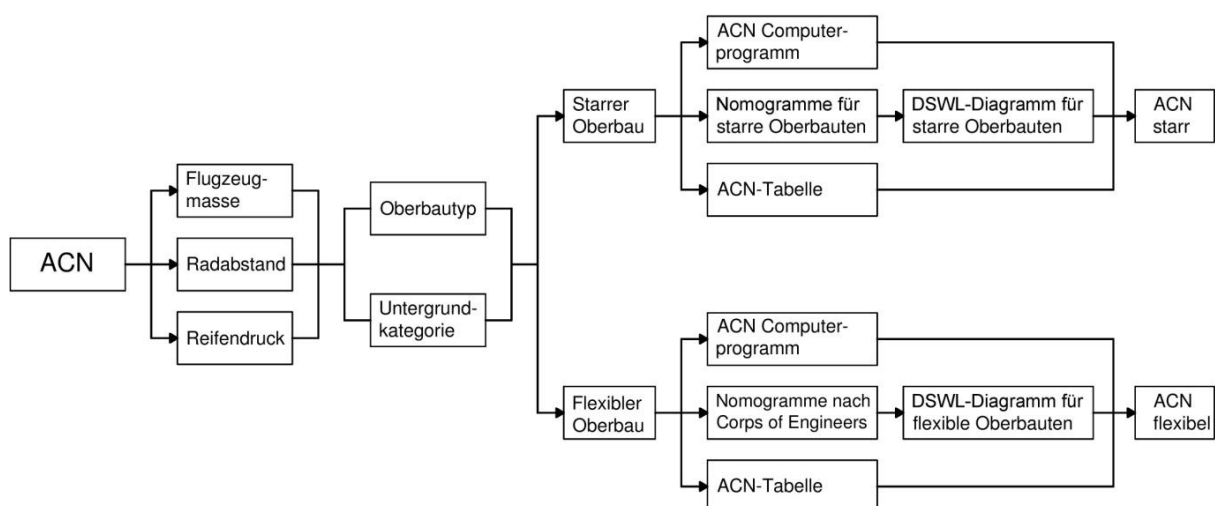 ACN
Flugzeug-
masse
Radabstand
Reifendruck
Oberbautyp
Untergrund-
kategorie
Starrer
Oberbau
ACN Computer-
programm
Nomogramme für
starre Oberbauten
DSWL-Diagramm für
starre Oberbauten
ACN-Tabelle
ACN
starr
Flexibler
Oberbau
ACN Computer-
programm
Nomogramme nach
Corps of Engineers
DSWL-Diagramm für
flexible Oberbauten
ACN-Tabelle
ACN
flexibel